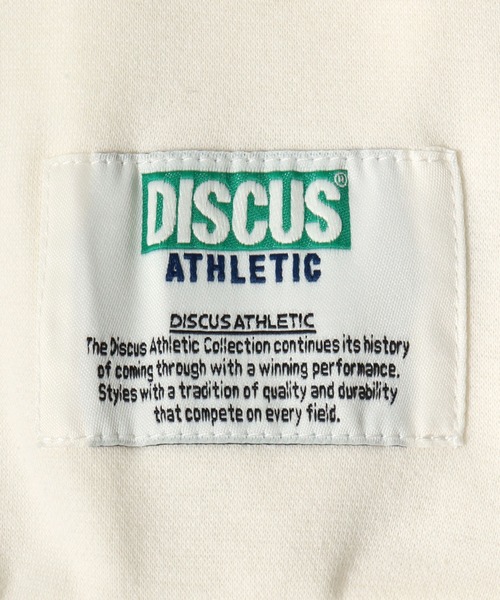 DISCUS®
ATHLETIC
DISCUS ATHLETIC
The Discus Athletic Collection continues its history
of coming through with a winning performance.
Styles with a tradition of quality and durability
that compete on every field.